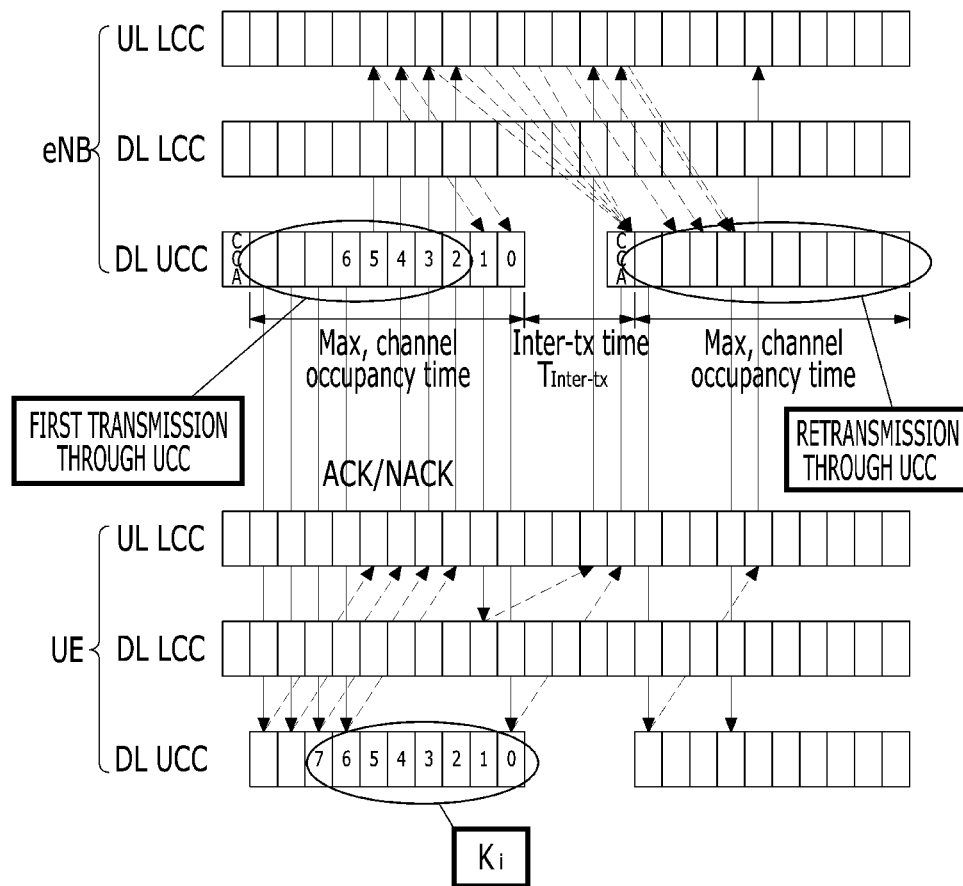 UL LCC
eNB
DL LCC
DL UCC
CCA
6 5 4 3 2 1 0
CCA
Max, channel occupancy time
Inter-tx time TInter-tx
Max, channel occupancy time
FIRST TRANSMISSION THROUGH UCC
RETRANSMISSION THROUGH UCC
ACK/NACK
UL LCC
UE
DL LCC
DL UCC
7 6 5 4 3 2 1 0
Ki